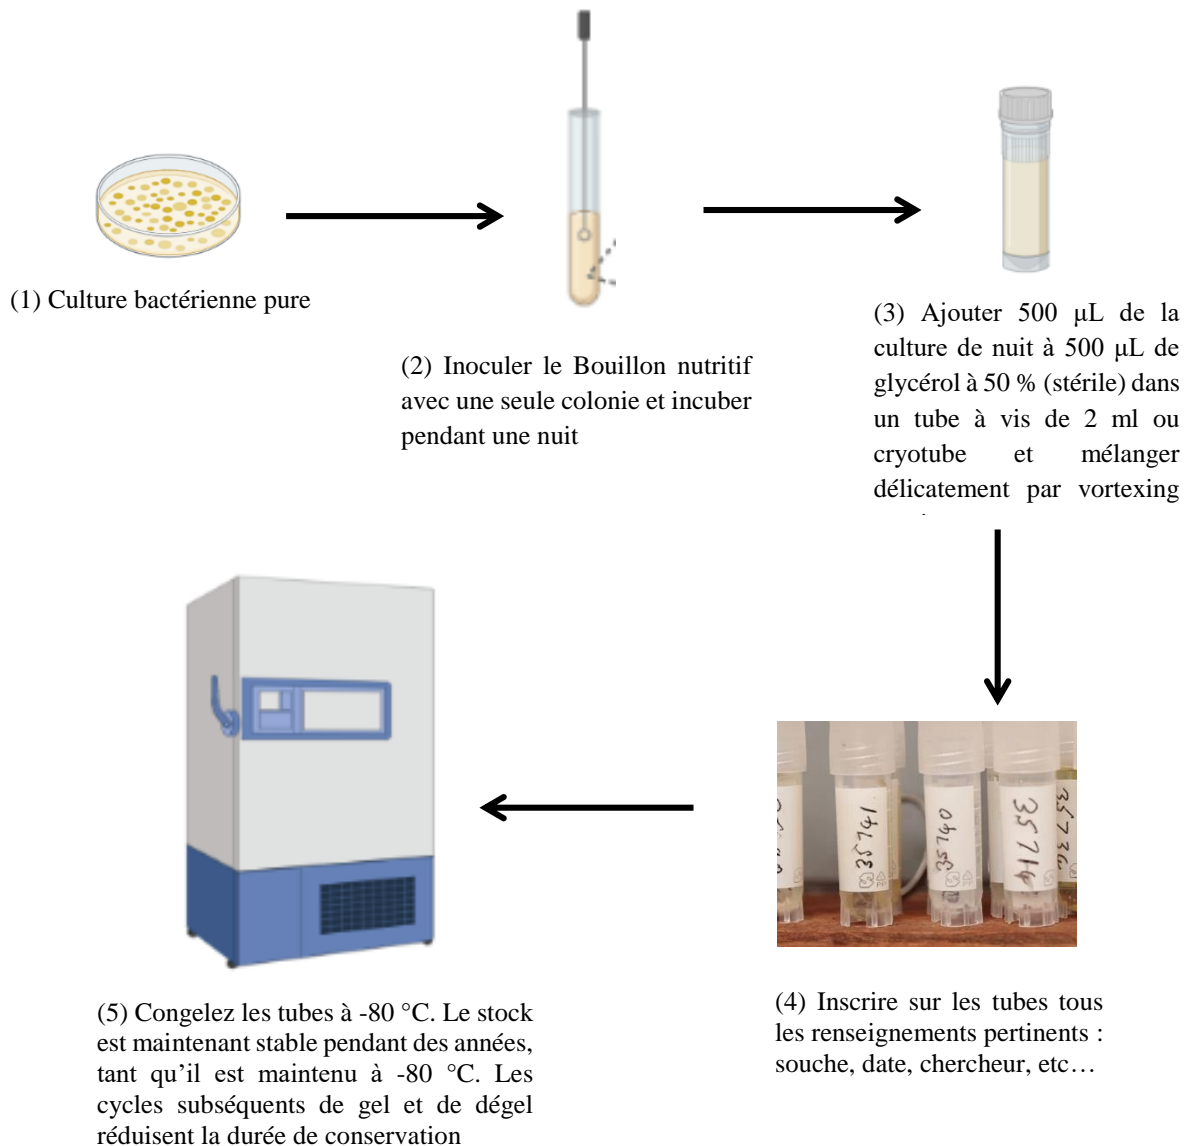 (1) Culture bactérienne pure
(2) Inoculer le Bouillon nutritif
avec une seule colonie et incuber
pendant une nuit
(3) Ajouter 500 µL de la
culture de nuit à 500 µL de
glycérol à 50 % (stérile) dans
un tube à vis de 2 ml ou
cryotube et mélanger
délicatement par vortexing
35741
35740
35714
(4) Inscrire sur les tubes tous
les renseignements pertinents :
souche, date, chercheur, etc…
(5) Congelez les tubes à -80 °C. Le stock
est maintenant stable pendant des années,
tant qu’il est maintenu à -80 °C. Les
cycles subséquents de gel et de dégel
réduisent la durée de conservation